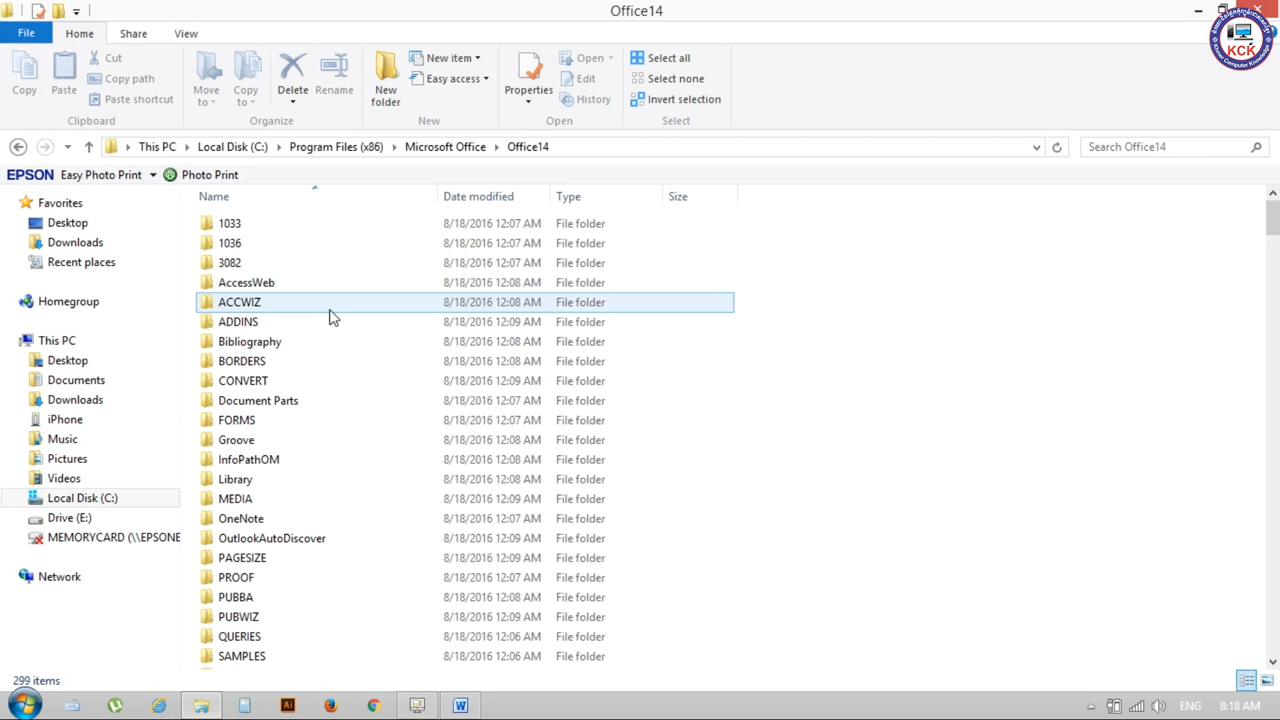 Office14
File Home Share View
Copy
Paste
Cut
Copy path
Paste shortcut
Clipboard
Move to
Copy to
Delete
Rename
Organize
New folder
New item
Easy access
New
Properties
Open
Edit
History
Open
Select all
Select none
Invert selection
Select
KCK
This PC Local Disk (C:) Program Files (x86) Microsoft Office Office14
Search Office14
EPSON Easy Photo Print Photo Print
Favorites
Desktop
Downloads
Recent places
Homegroup
This PC
Desktop
Documents
Downloads
iPhone
Music
Pictures
Videos
Local Disk (C:)
Drive (E:)
MEMORYCARD (\\EPSONE
Network
Name Date modified Type Size
1033 8/18/2016 12:07 AM File folder
1036 8/18/2016 12:07 AM File folder
3082 8/18/2016 12:07 AM File folder
AccessWeb 8/18/2016 12:08 AM File folder
ACCWIZ 8/18/2016 12:08 AM File folder
ADDINS 8/18/2016 12:09 AM File folder
Bibliography 8/18/2016 12:08 AM File folder
BORDERS 8/18/2016 12:08 AM File folder
CONVERT 8/18/2016 12:09 AM File folder
Document Parts 8/18/2016 12:07 AM File folder
FORMS 8/18/2016 12:09 AM File folder
Groove 8/18/2016 12:08 AM File folder
InfoPathOM 8/18/2016 12:08 AM File folder
Library 8/18/2016 12:08 AM File folder
MEDIA 8/18/2016 12:09 AM File folder
OneNote 8/18/2016 12:07 AM File folder
OutlookAutoDiscover 8/18/2016 12:09 AM File folder
PAGESIZE 8/18/2016 12:09 AM File folder
PROOF 8/18/2016 12:07 AM File folder
PUBBA 8/18/2016 12:08 AM File folder
PUBWIZ 8/18/2016 12:09 AM File folder
QUERIES 8/18/2016 12:06 AM File folder
SAMPLES 8/18/2016 12:06 AM File folder
299 items
ENG 8:18 AM